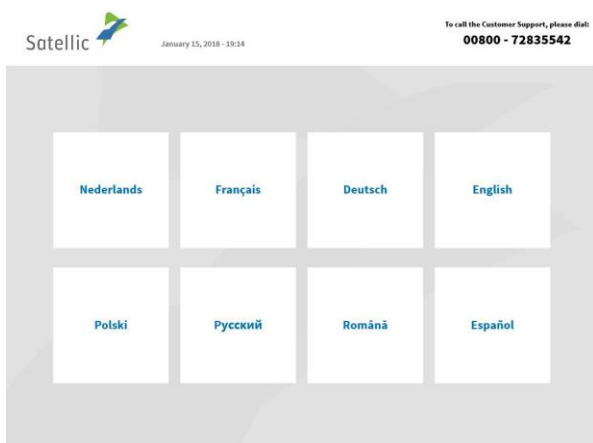 To call the Customer Support, please dial:
Satellic
January 15, 2018 - 19:14
00800 - 72835542
Nederlands
Français
Deutsch
English
Polski
Русский
Română
Español